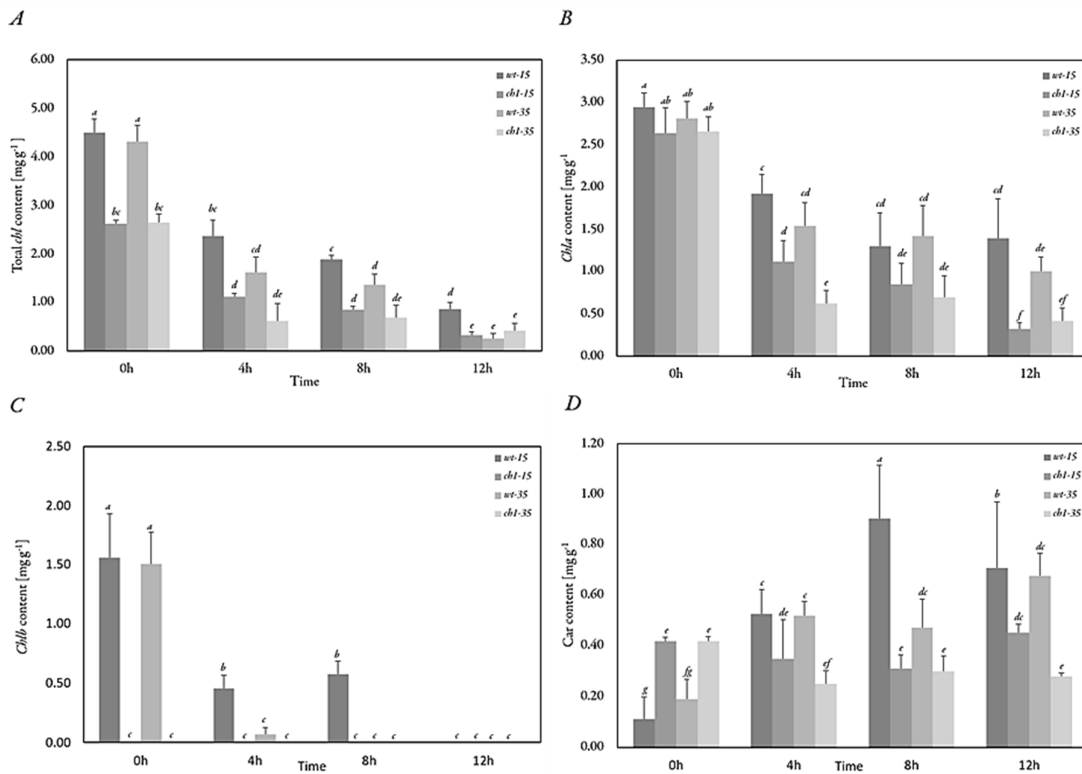 A
Total chl content [mg g⁻¹]
6.00
5.00
4.00
3.00
2.00
1.00
0.00
wt-15
ch1-15
wt-35
ch1-35
a bc a bc
bc d cd de
c d d de
d e e e
0h 4h 8h 12h
Time
B
Chla content [mg g⁻¹]
3.50
3.00
2.50
2.00
1.50
1.00
0.50
0.00
wt-15
ch1-15
wt-35
ch1-35
a ab ab ab
c d cd e
cd de cd de
cd f de ef
0h 4h 8h 12h
Time
C
Chlb content [mg g⁻¹]
2.50
2.00
1.50
1.00
0.50
0.00
wt-15
ch1-15
wt-35
ch1-35
a c a c
b c c c
b c c c
c c c c
0h 4h 8h 12h
Time
D
Car content [mg g⁻¹]
1.20
1.00
0.80
0.60
0.40
0.20
0.00
wt-15
ch1-15
wt-35
ch1-35
g e fg e
c de c ef
a e dc e
b dc dc e
0h 4h 8h 12h
Time